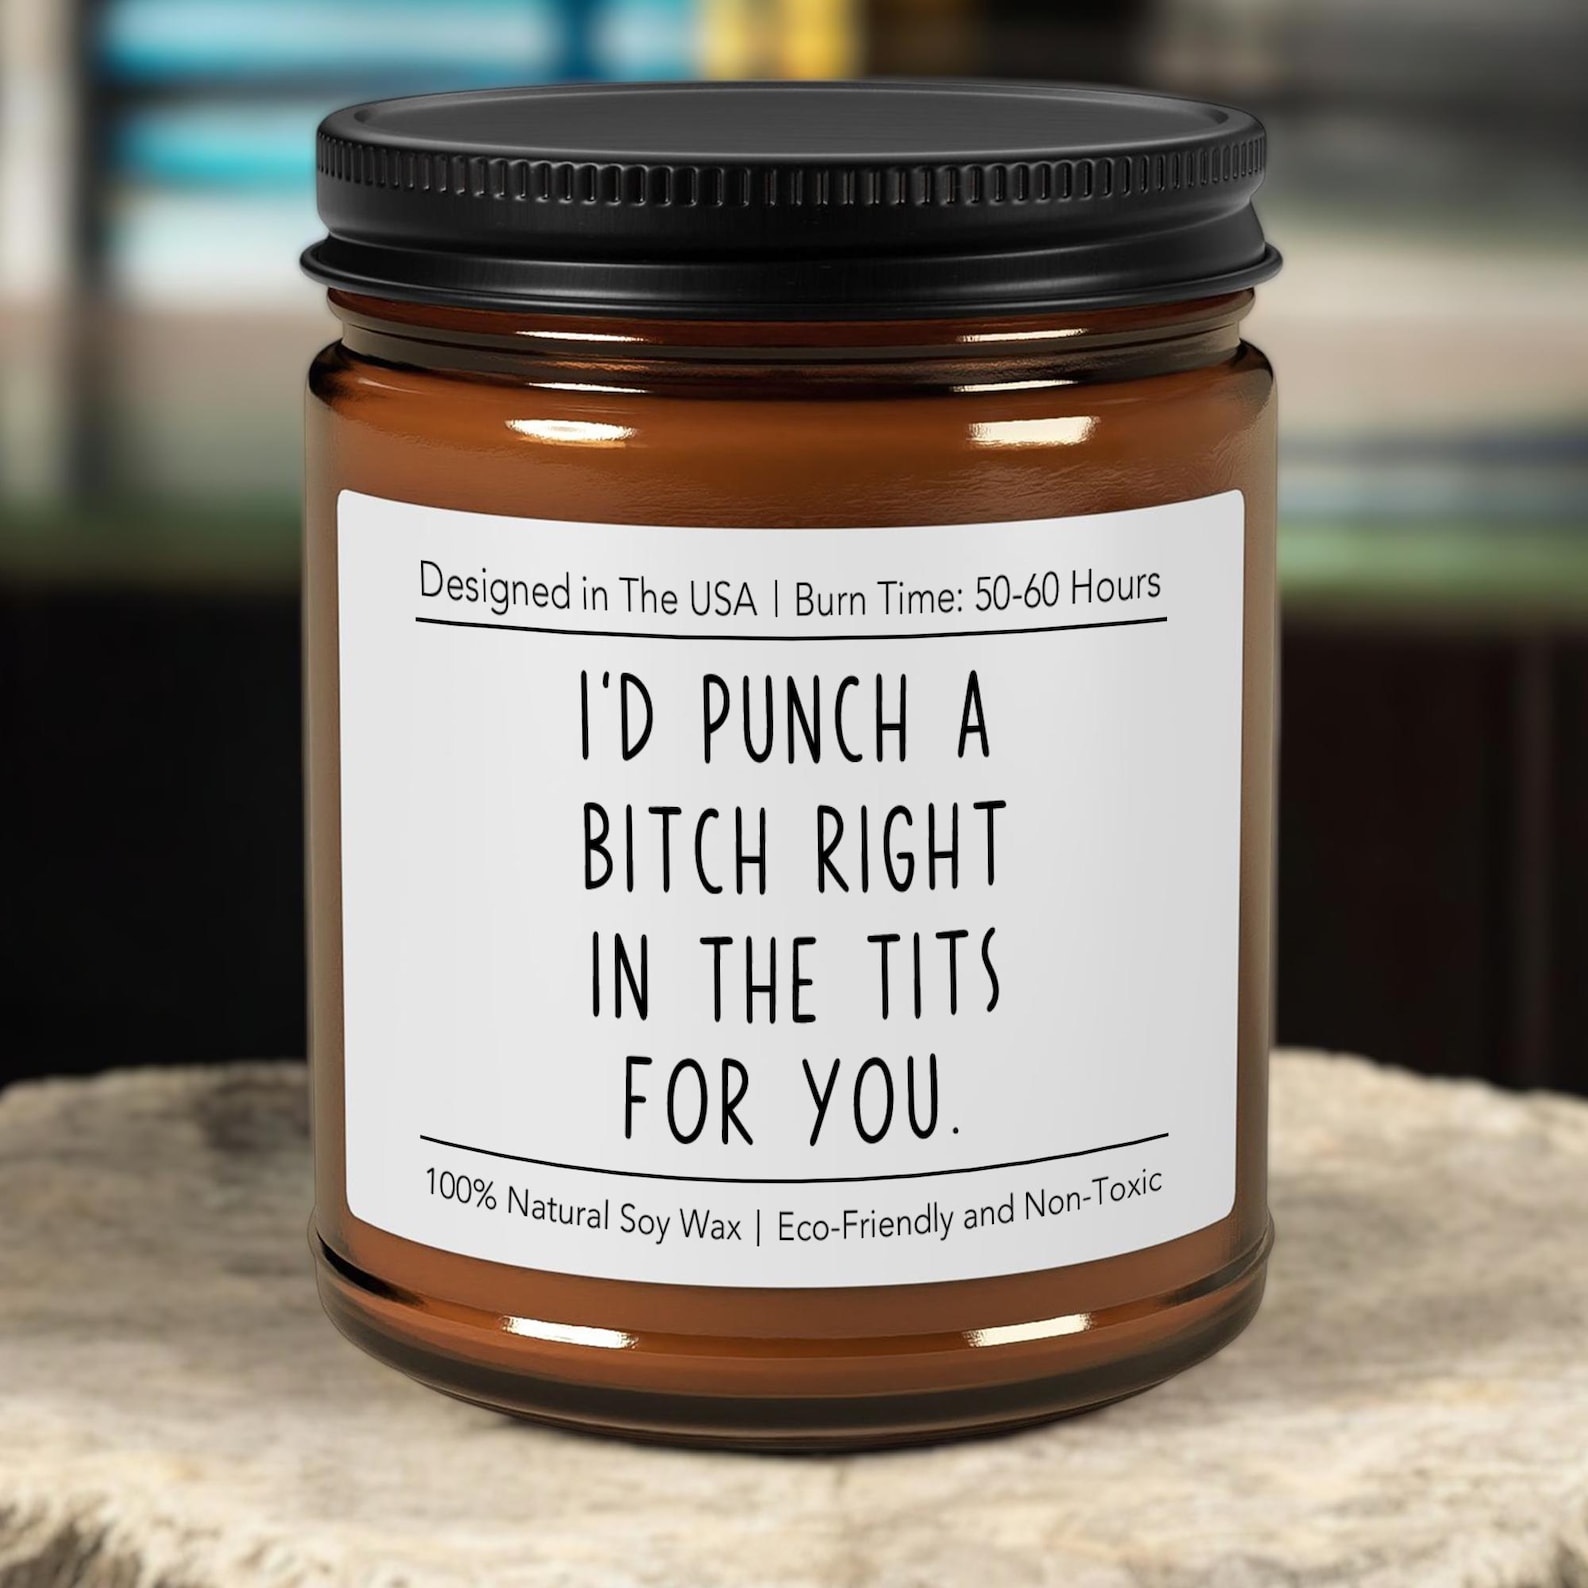 Designed in The USA | Burn Time: 50-60 Hours
I'D PUNCH A
BITCH RIGHT
IN THE TITS
FOR YOU.
100% Natural Soy Wax | Eco-Friendly and Non-Toxic